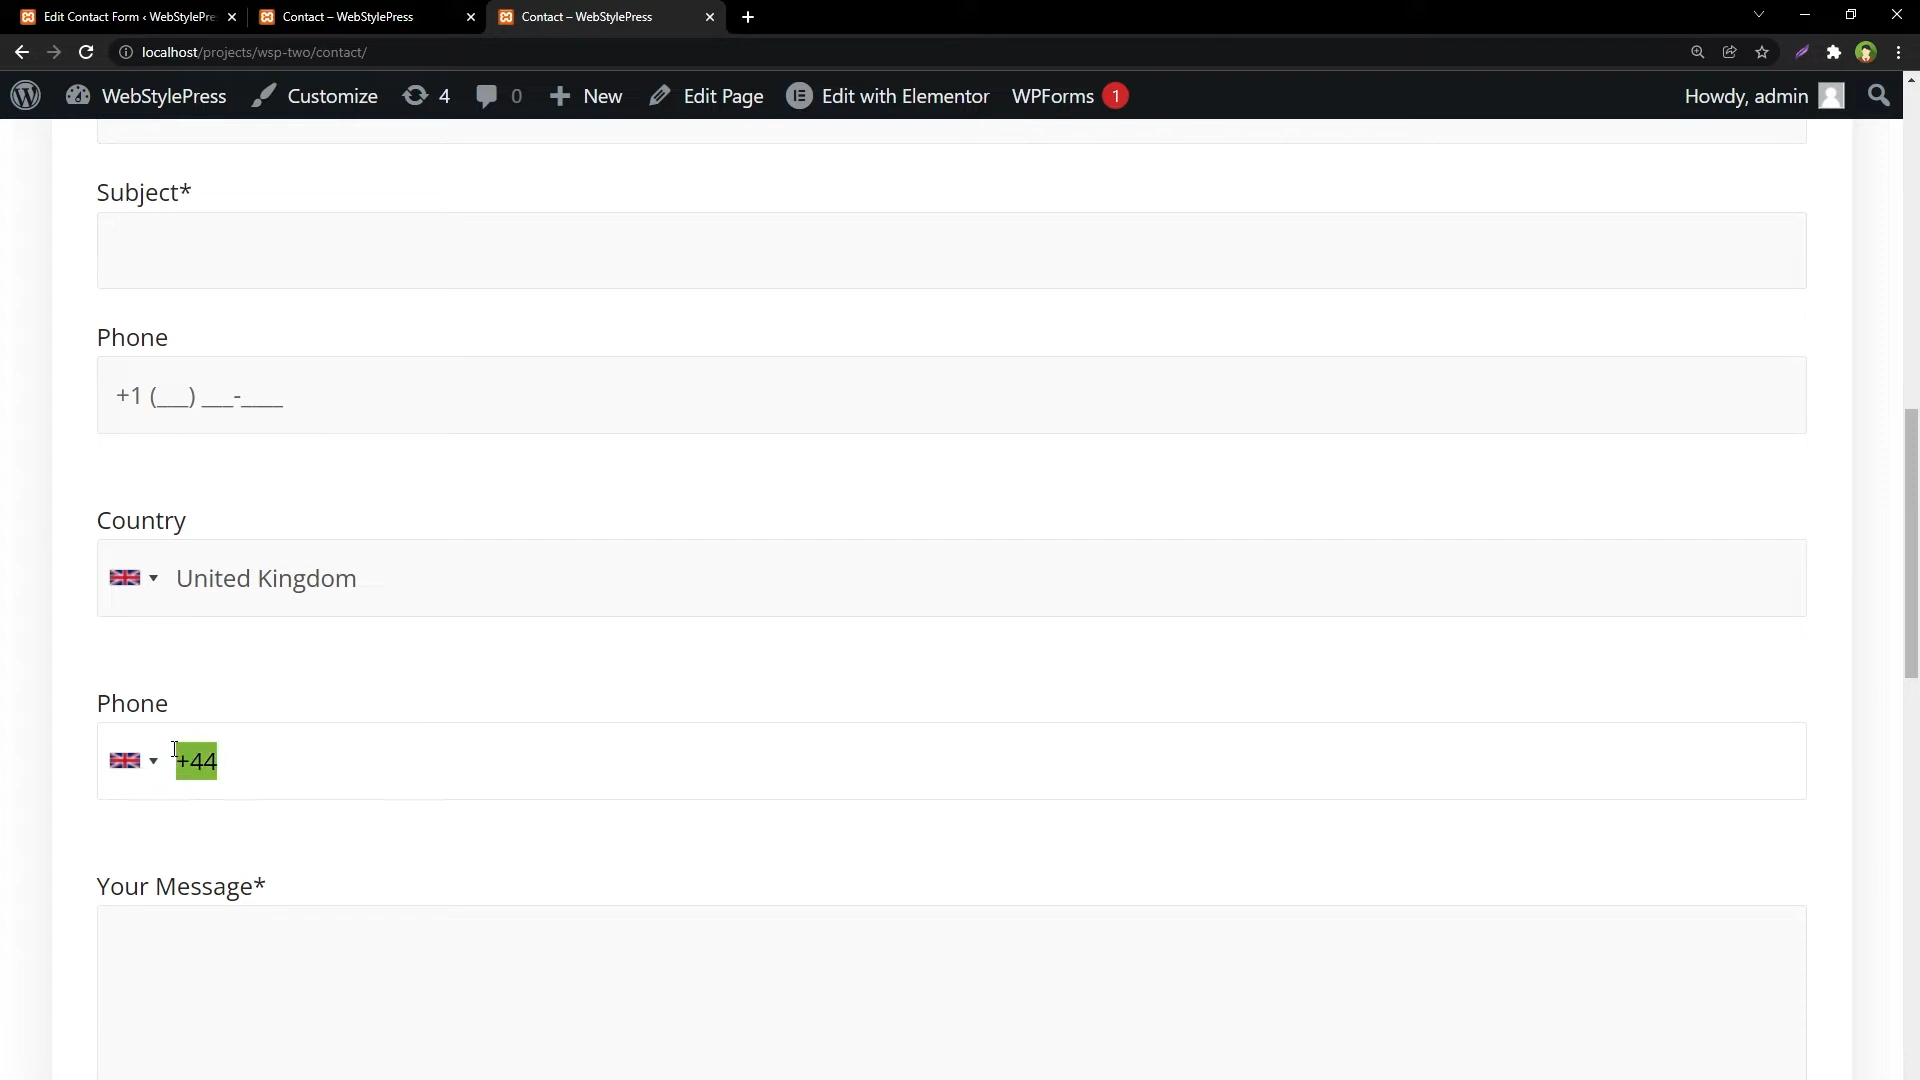 Edit Contact Form ‹ WebStylePre
Contact – WebStylePress
Contact – WebStylePress
localhost/projects/wsp-two/contact/
WebStylePress
Customize
4
0
New
Edit Page
Edit with Elementor
WPForms 1
Howdy, admin
Subject*
Phone
+1 (___) ___-____
Country
United Kingdom
Phone
+44
Your Message*